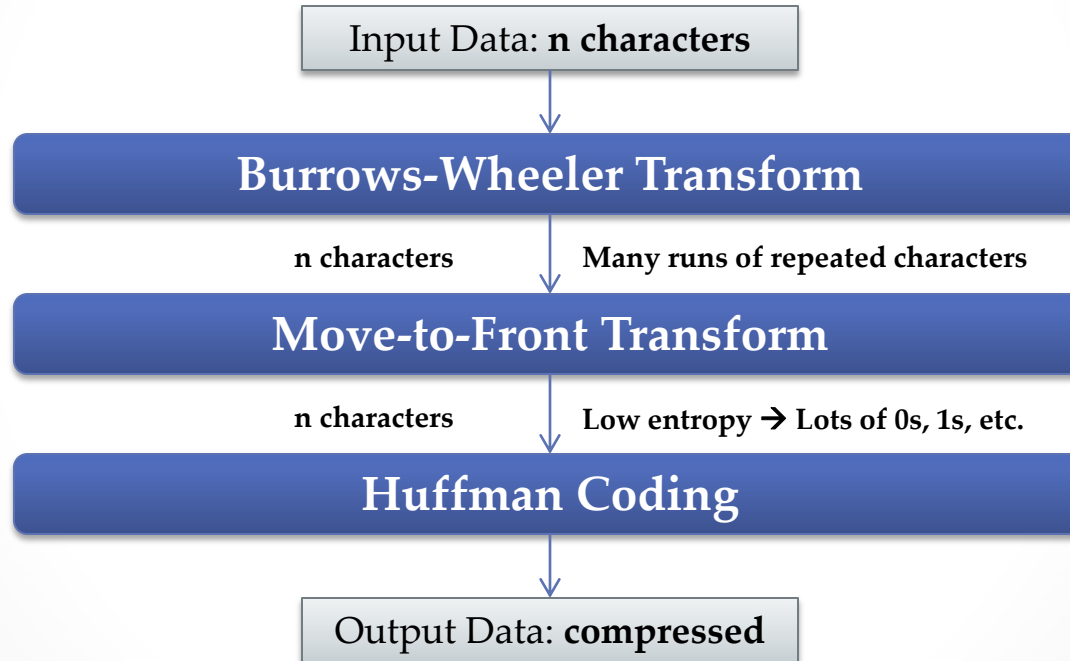 Input Data: n characters
Burrows-Wheeler Transform
n characters Many runs of repeated characters
Move-to-Front Transform
n characters Low entropy → Lots of 0s, 1s, etc.
Huffman Coding
Output Data: compressed